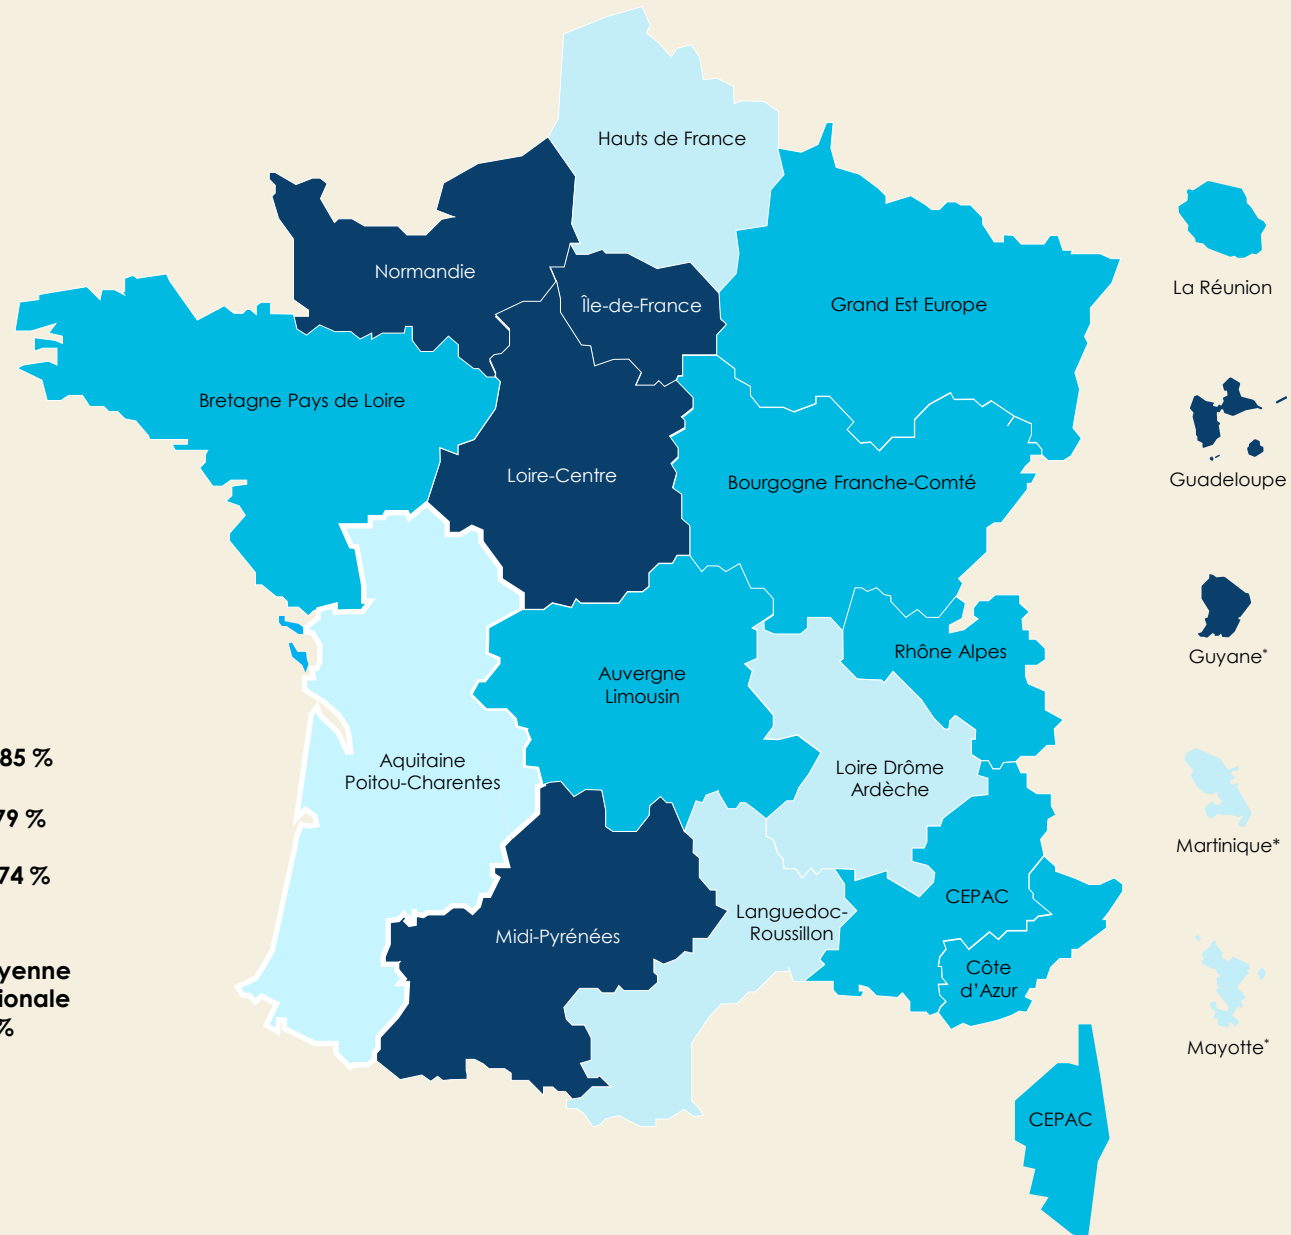 Hauts de France
Normandie
Île-de-France
Grand Est Europe
La Réunion
Bretagne Pays de Loire
Loire-Centre
Bourgogne Franche-Comté
Guadeloupe
Rhône Alpes
Guyane*
Auvergne
Limousin
85 %
79 %
74 %
Aquitaine
Poitou-Charentes
Loire Drôme
Ardèche
Martinique*
CEPAC
Languedoc-
Roussillon
Midi-Pyrénées
Côte
d’Azur
yenne
ionale
%
Mayotte*
CEPAC